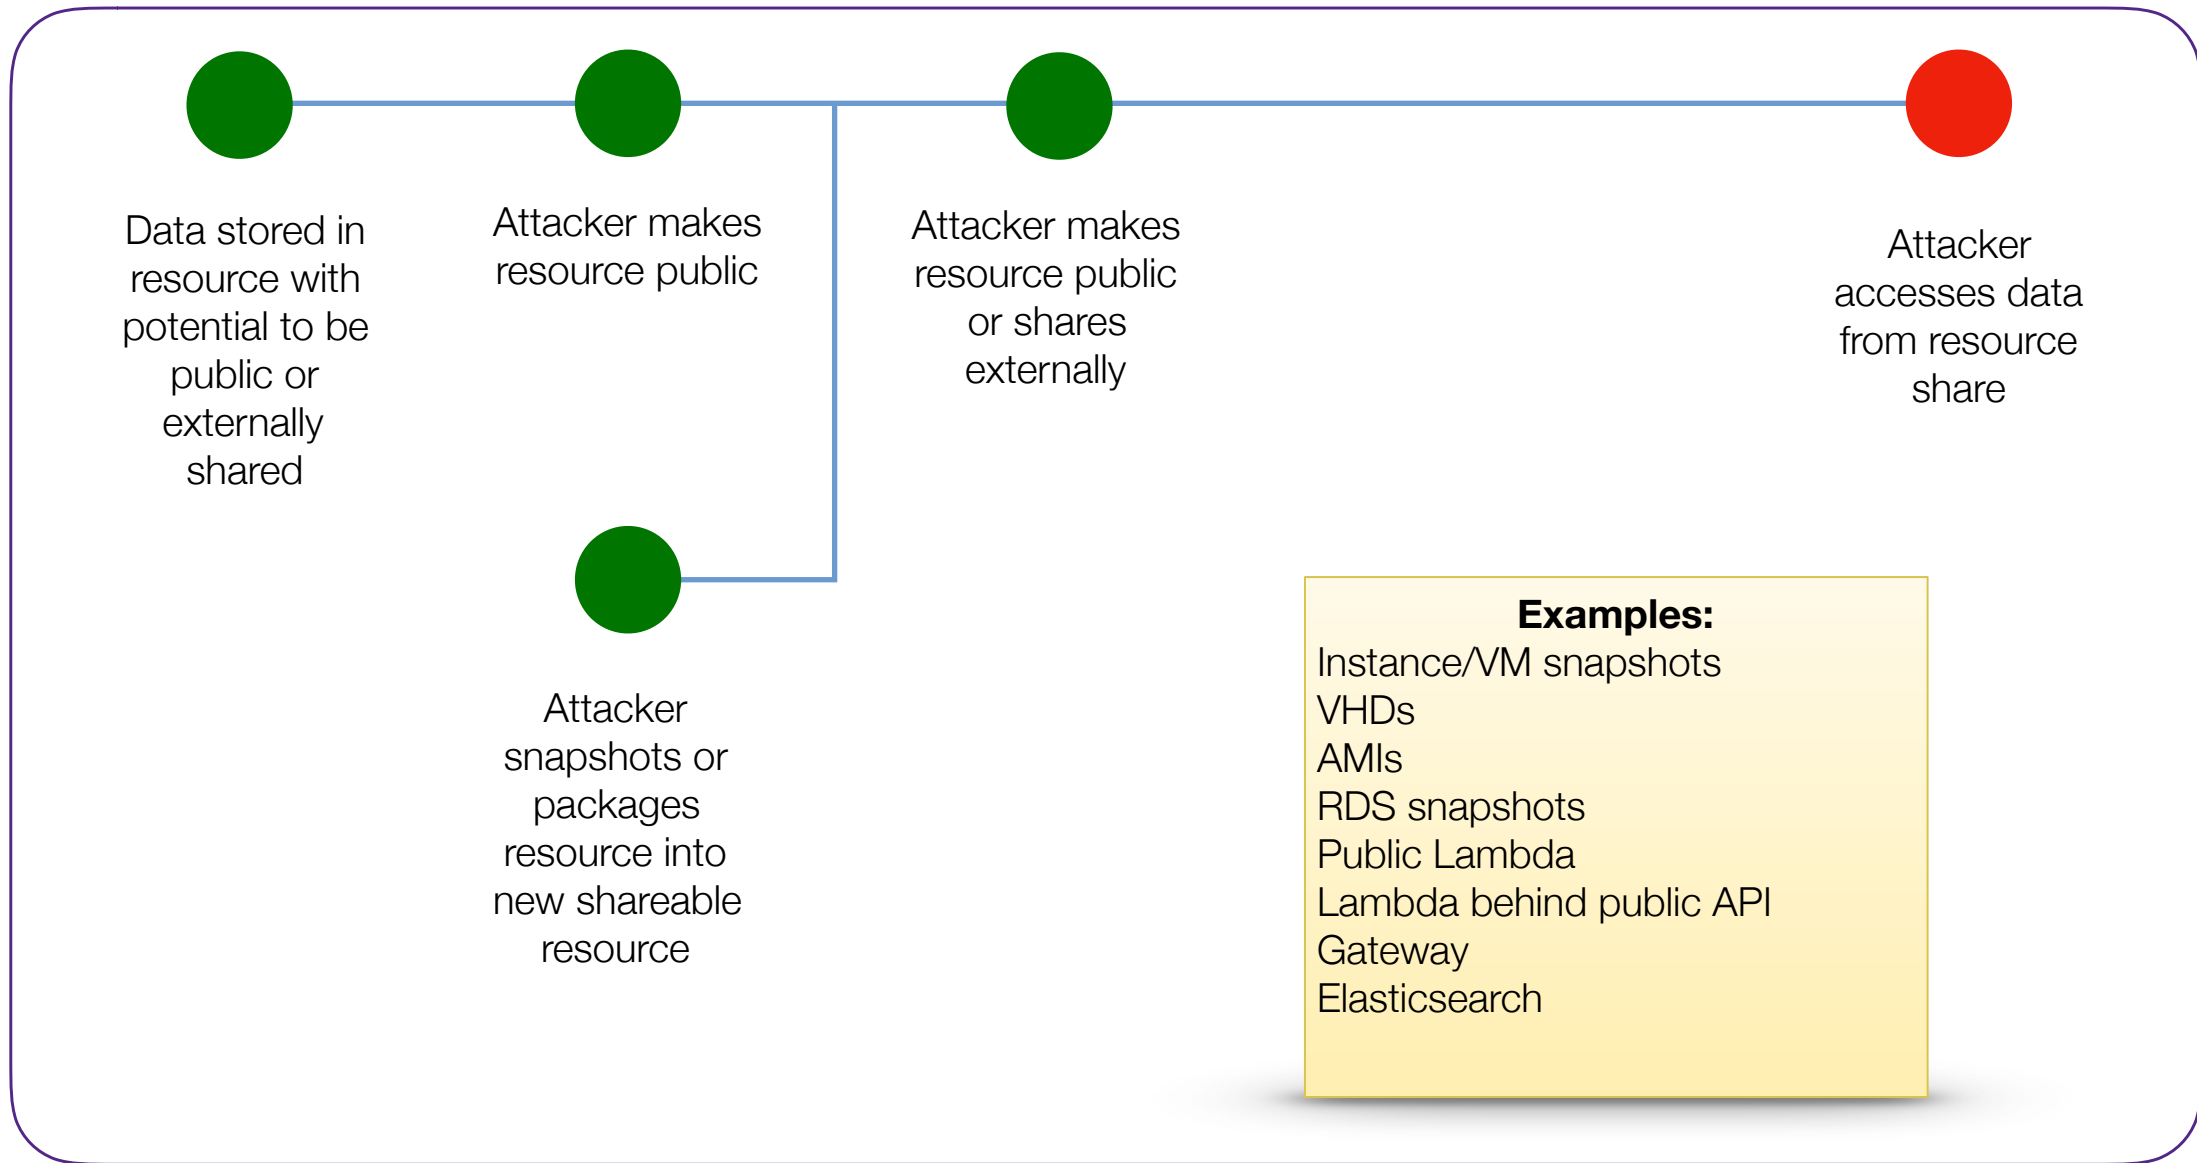 Data stored in
resource with
potential to be
public or
externally
shared
Attacker makes
resource public
Attacker makes
resource public
or shares
externally
Attacker
accesses data
from resource
share
Attacker
snapshots or
packages
resource into
new shareable
resource
Examples:
Instance/VM snapshots
VHDs
AMIs
RDS snapshots
Public Lambda
Lambda behind public API
Gateway
Elasticsearch